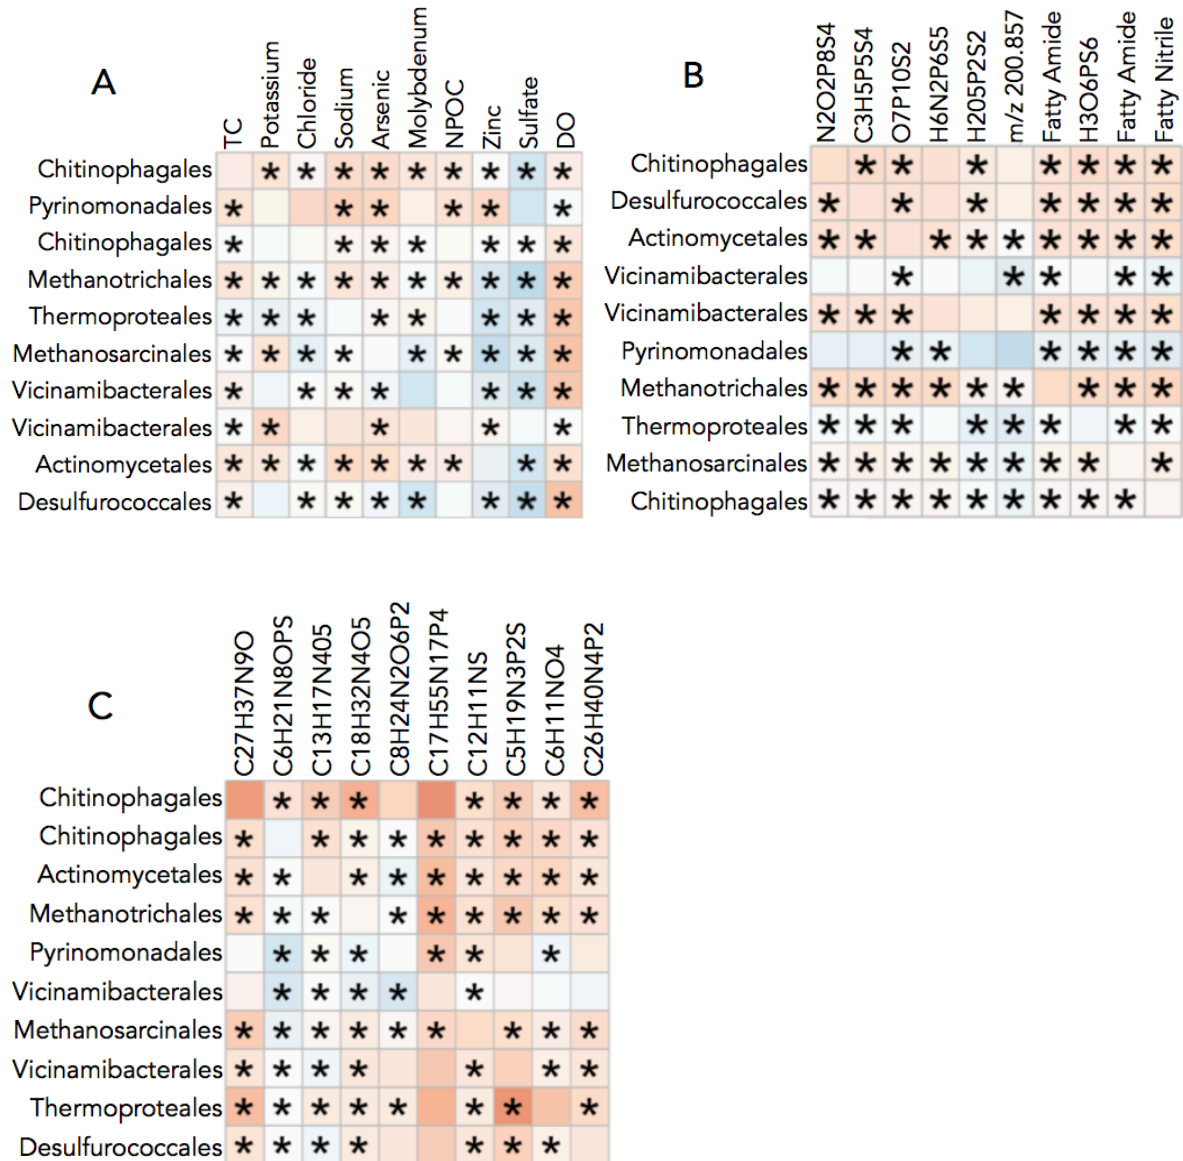 A
TC
Potassium
Chloride
Sodium
Arsenic
Molybdenum
NPOC
Zinc
Sulfate
DO
Chitinophagales
Pyrinomonadales
Chitinophagales
Methanotrichales
Thermoproteales
Methanosarcinales
Vicinamibacterales
Vicinamibacterales
Actinomycetales
Desulfurococcales
B
N2O2P8S4
C3H5P5S4
O7P10S2
H6N2P6S5
H205P2S2
m/z 200.857
Fatty Amide
H3O6PS6
Fatty Amide
Fatty Nitrile
Chitinophagales
Desulfurococcales
Actinomycetales
Vicinamibacterales
Vicinamibacterales
Pyrinomonadales
Methanotrichales
Thermoproteales
Methanosarcinales
Chitinophagales
C
C27H37N9O
C6H21N8OPS
C13H17N405
C18H32N4O5
C8H24N2O6P2
C17H55N17P4
C12H11NS
C5H19N3P2S
C6H11NO4
C26H40N4P2
Chitinophagales
Chitinophagales
Actinomycetales
Methanotrichales
Pyrinomonadales
Vicinamibacterales
Methanosarcinales
Vicinamibacterales
Thermoproteales
Desulfurococcales